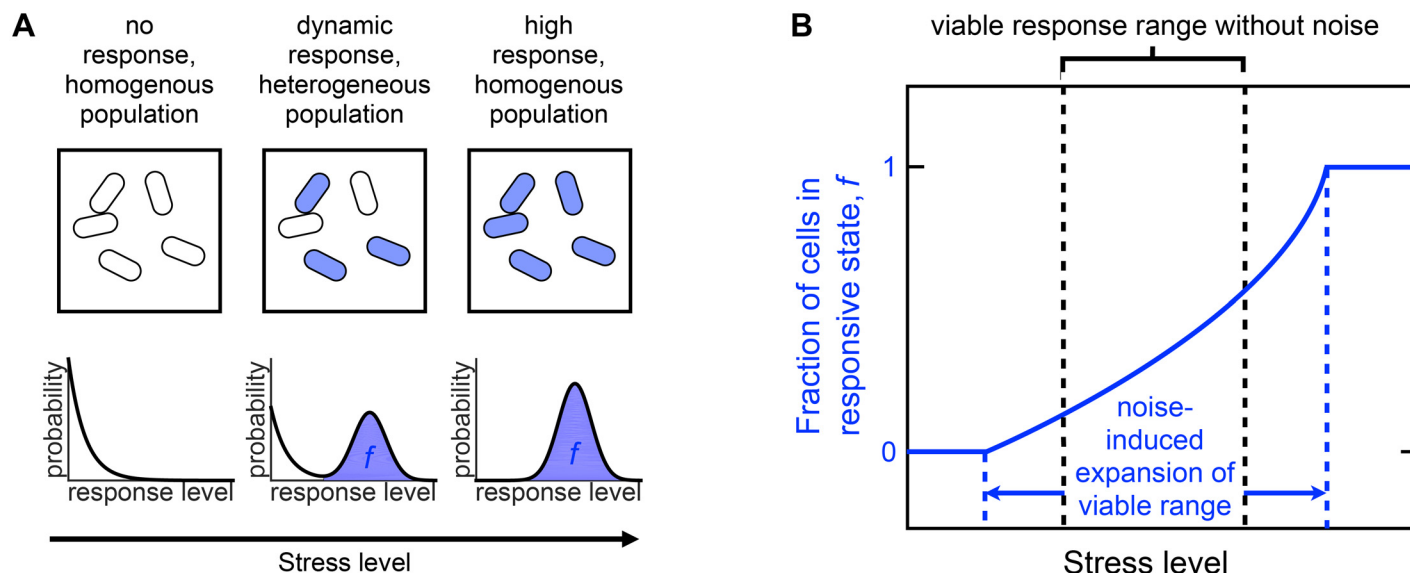 A
no
response,
homogenous
population
dynamic
response,
heterogeneous
population
high
response,
homogenous
population
probability
response level
probability
f
response level
probability
f
response level
Stress level
B
viable response range without noise
Fraction of cells in
responsive state, f
1
0
noise-
induced
expansion of
viable range
Stress level